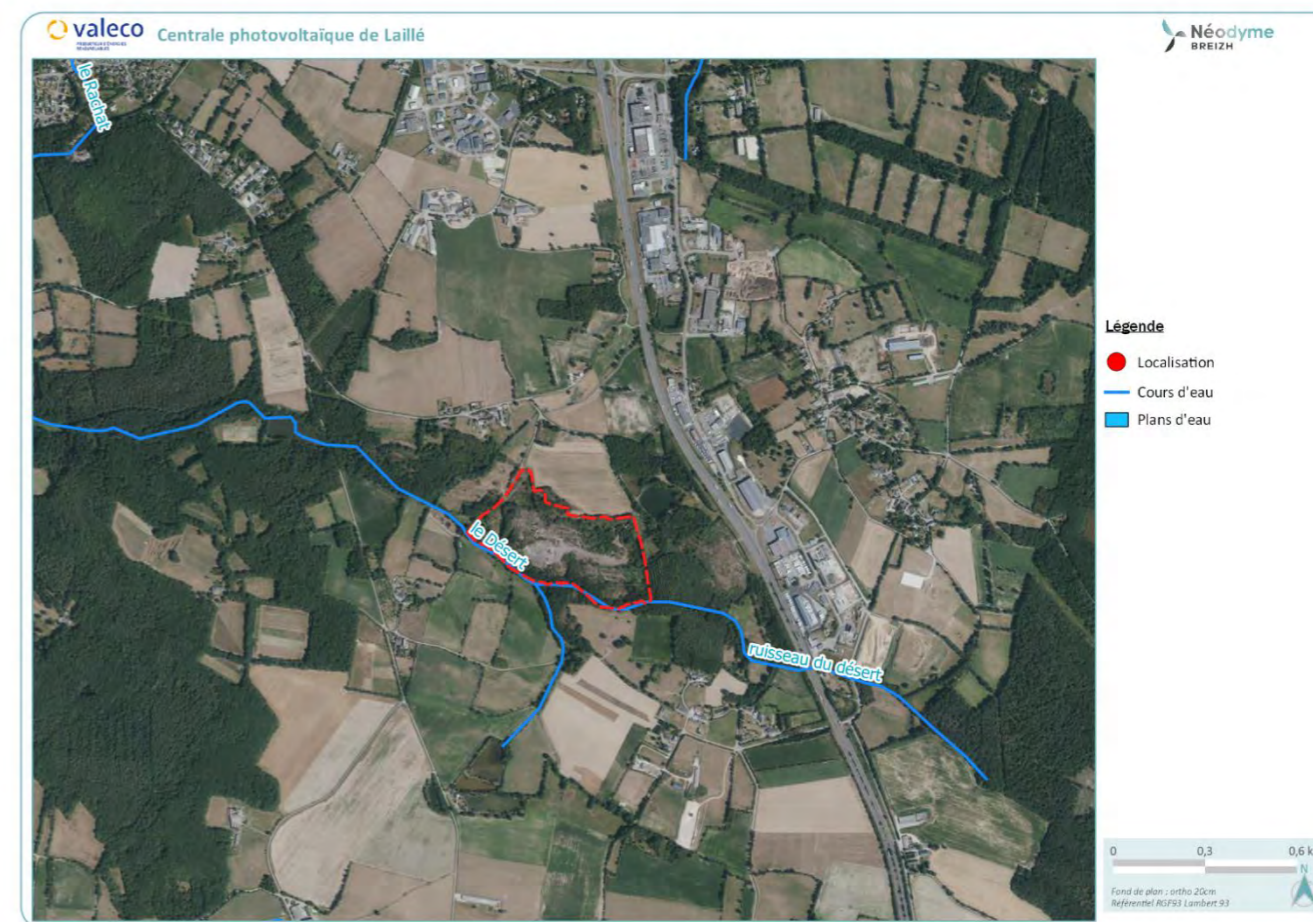 valeco
Centrale photovoltaïque de Laillé
Néodyme
BREIZH
le Rachat
le Désert
ruisseau du désert
Légende
Localisation
Cours d'eau
Plans d'eau
0 0,3 0,6 k
N
Fond de plan : ortho 20cm
Référentiel RGF93 Lambert 93